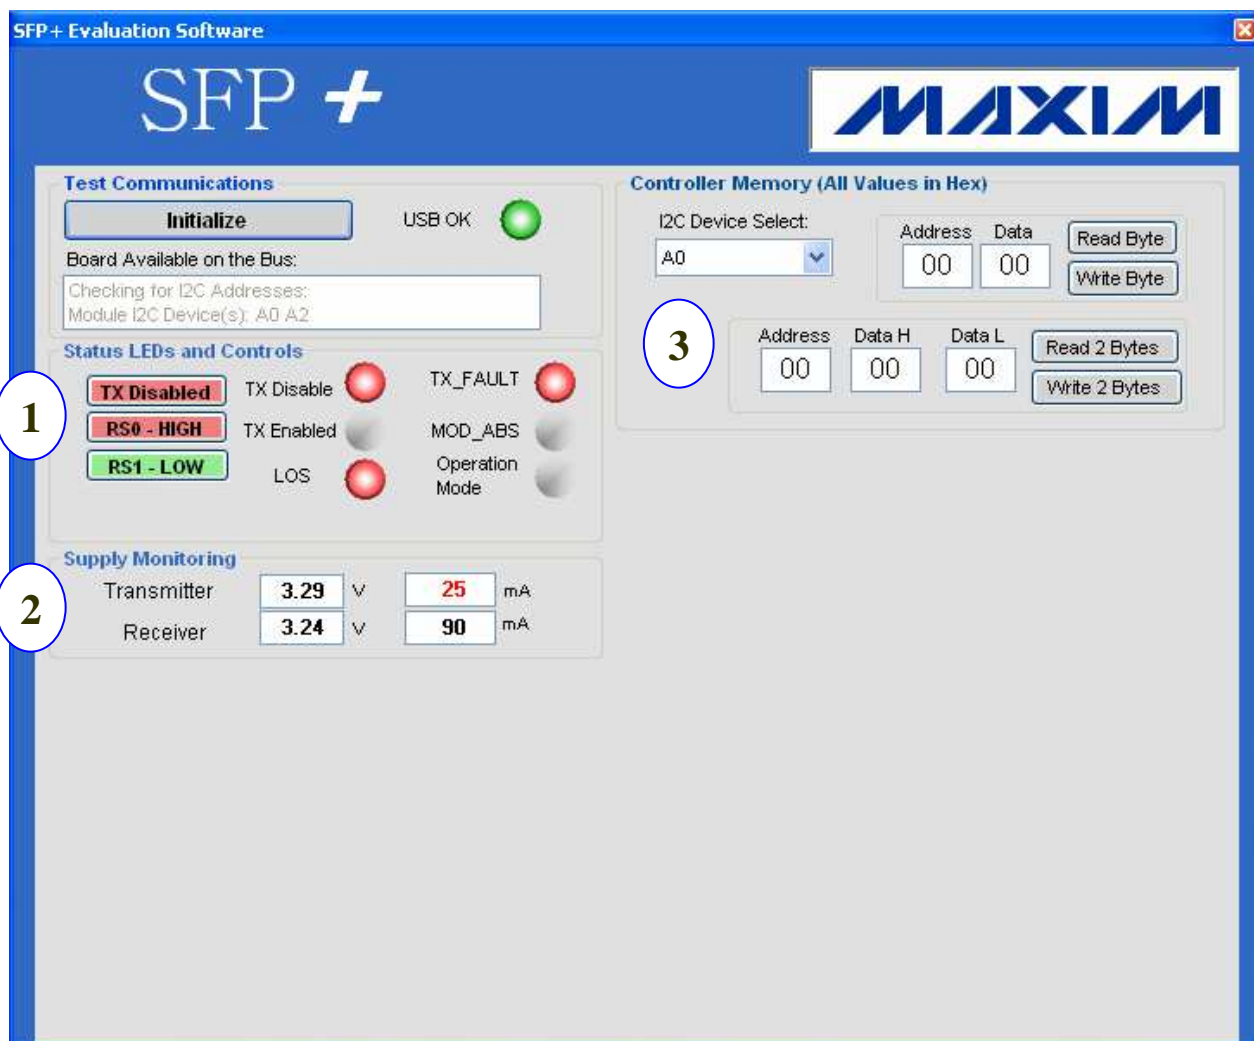 SFP+ Evaluation Software
SFP +
MAXIM
Test Communications
Initialize
USB OK
Board Available on the Bus:
Checking for I2C Addresses:
Module I2C Device(s): A0 A2
Status LEDs and Controls
1
TX Disabled
TX Disable
TX_FAULT
RS0 - HIGH
TX Enabled
MOD_ABS
RS1 - LOW
LOS
Operation
Mode
Supply Monitoring
2
Transmitter 3.29 V 25 mA
Receiver 3.24 V 90 mA
Controller Memory (All Values in Hex)
I2C Device Select:
A0
Address Data
00 00
Read Byte
Write Byte
3
Address Data H Data L
00 00 00
Read 2 Bytes
Write 2 Bytes